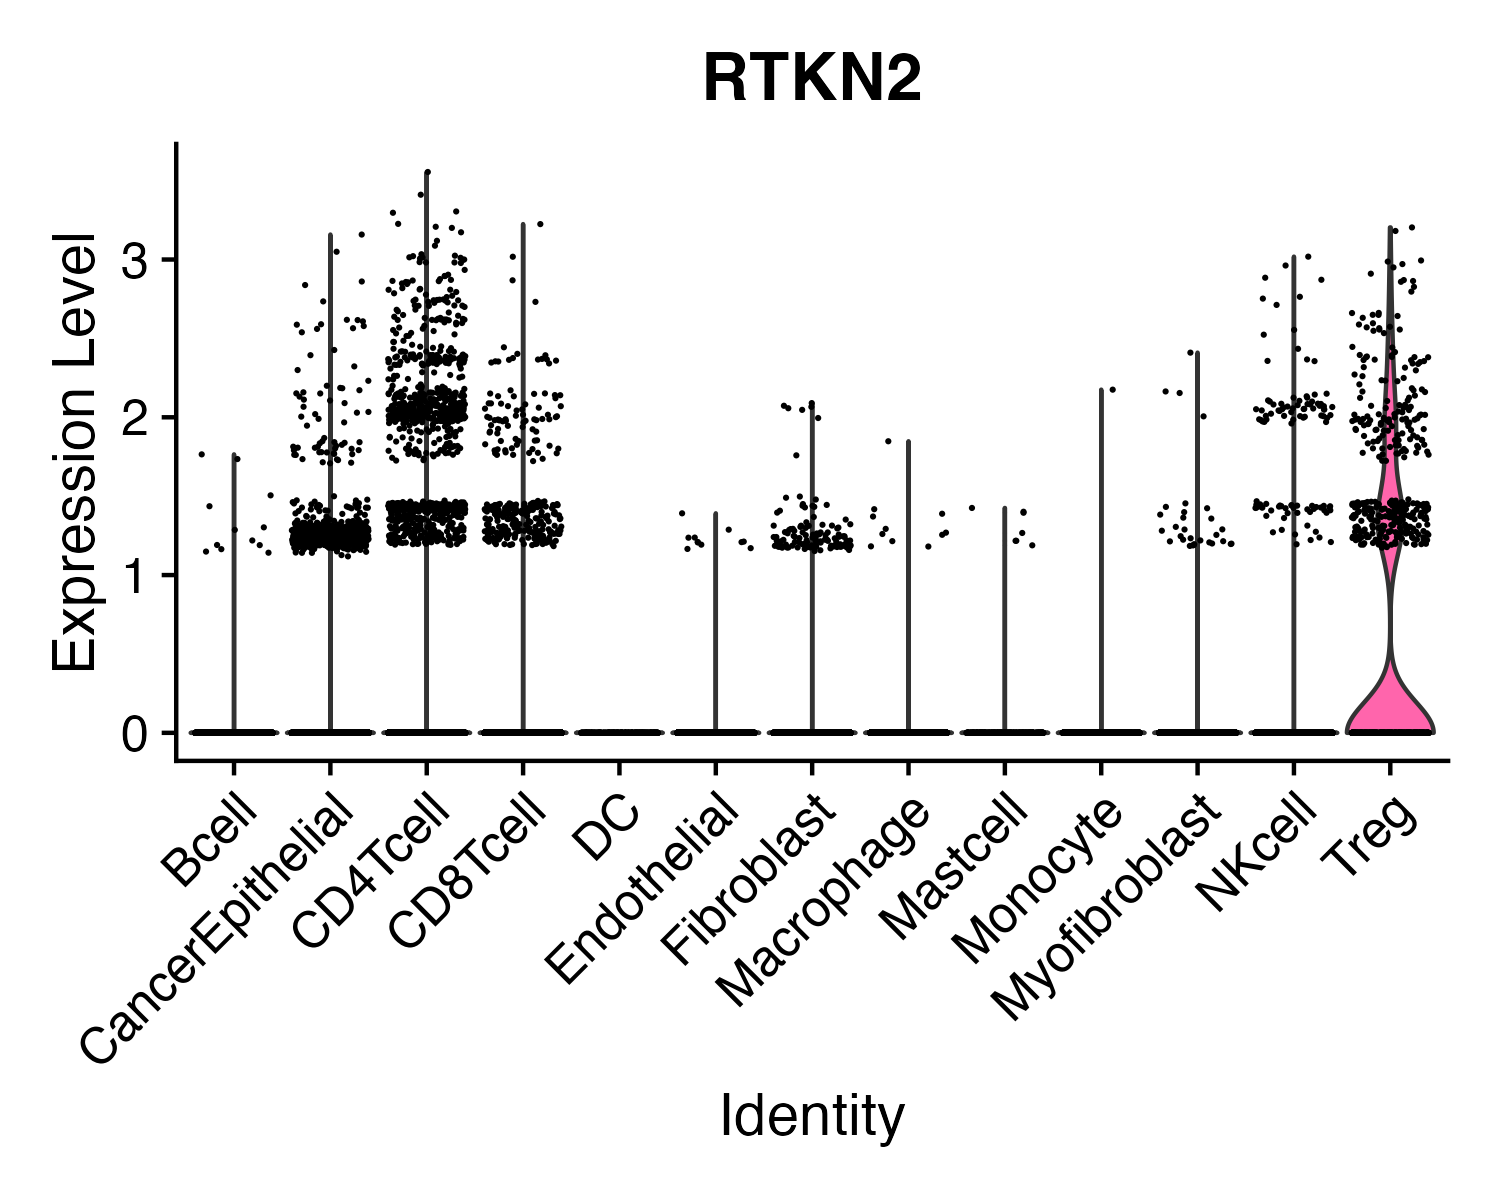 RTKN2
Expression Level
3
2
1
0
Bcell
CancerEpithelial
CD4Tcell
CD8Tcell
DC
Endothelial
Fibroblast
Macrophage
Mastcell
Monocyte
Myofibroblast
NKcell
Treg
Identity